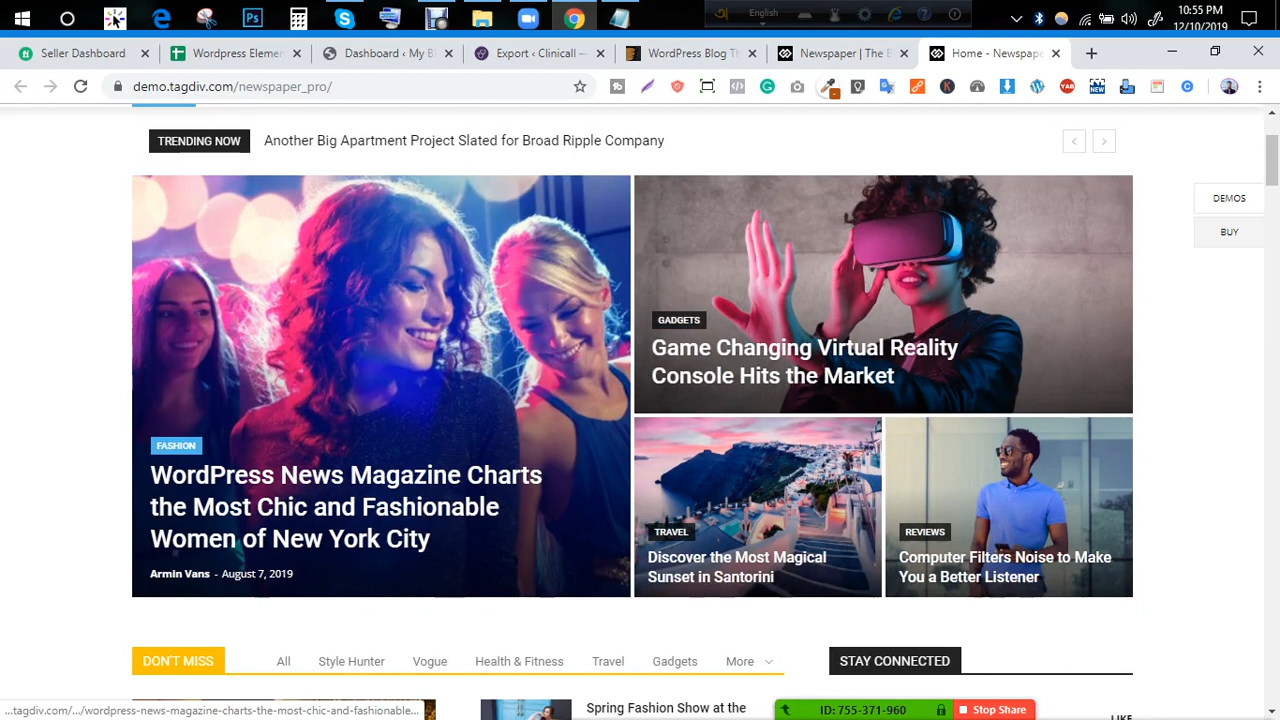 English
10:55 PM
12/10/2019
Seller Dashboard
Wordpress Elemen
Dashboard ‹ My Bl
Export ‹ Clinicall —
WordPress Blog Th
Newspaper | The B
Home - Newspape
demo.tagdiv.com/newspaper_pro/
TRENDING NOW
Another Big Apartment Project Slated for Broad Ripple Company
DEMOS
BUY
FASHION
WordPress News Magazine Charts
the Most Chic and Fashionable
Women of New York City
Armin Vans - August 7, 2019
GADGETS
Game Changing Virtual Reality
Console Hits the Market
TRAVEL
Discover the Most Magical
Sunset in Santorini
REVIEWS
Computer Filters Noise to Make
You a Better Listener
DON'T MISS
All
Style Hunter
Vogue
Health & Fitness
Travel
Gadgets
More
STAY CONNECTED
Spring Fashion Show at the
LIKE
...tagdiv.com/.../wordpress-news-magazine-charts-the-most-chic-and-fashionable...
ID: 755-371-960
Stop Share